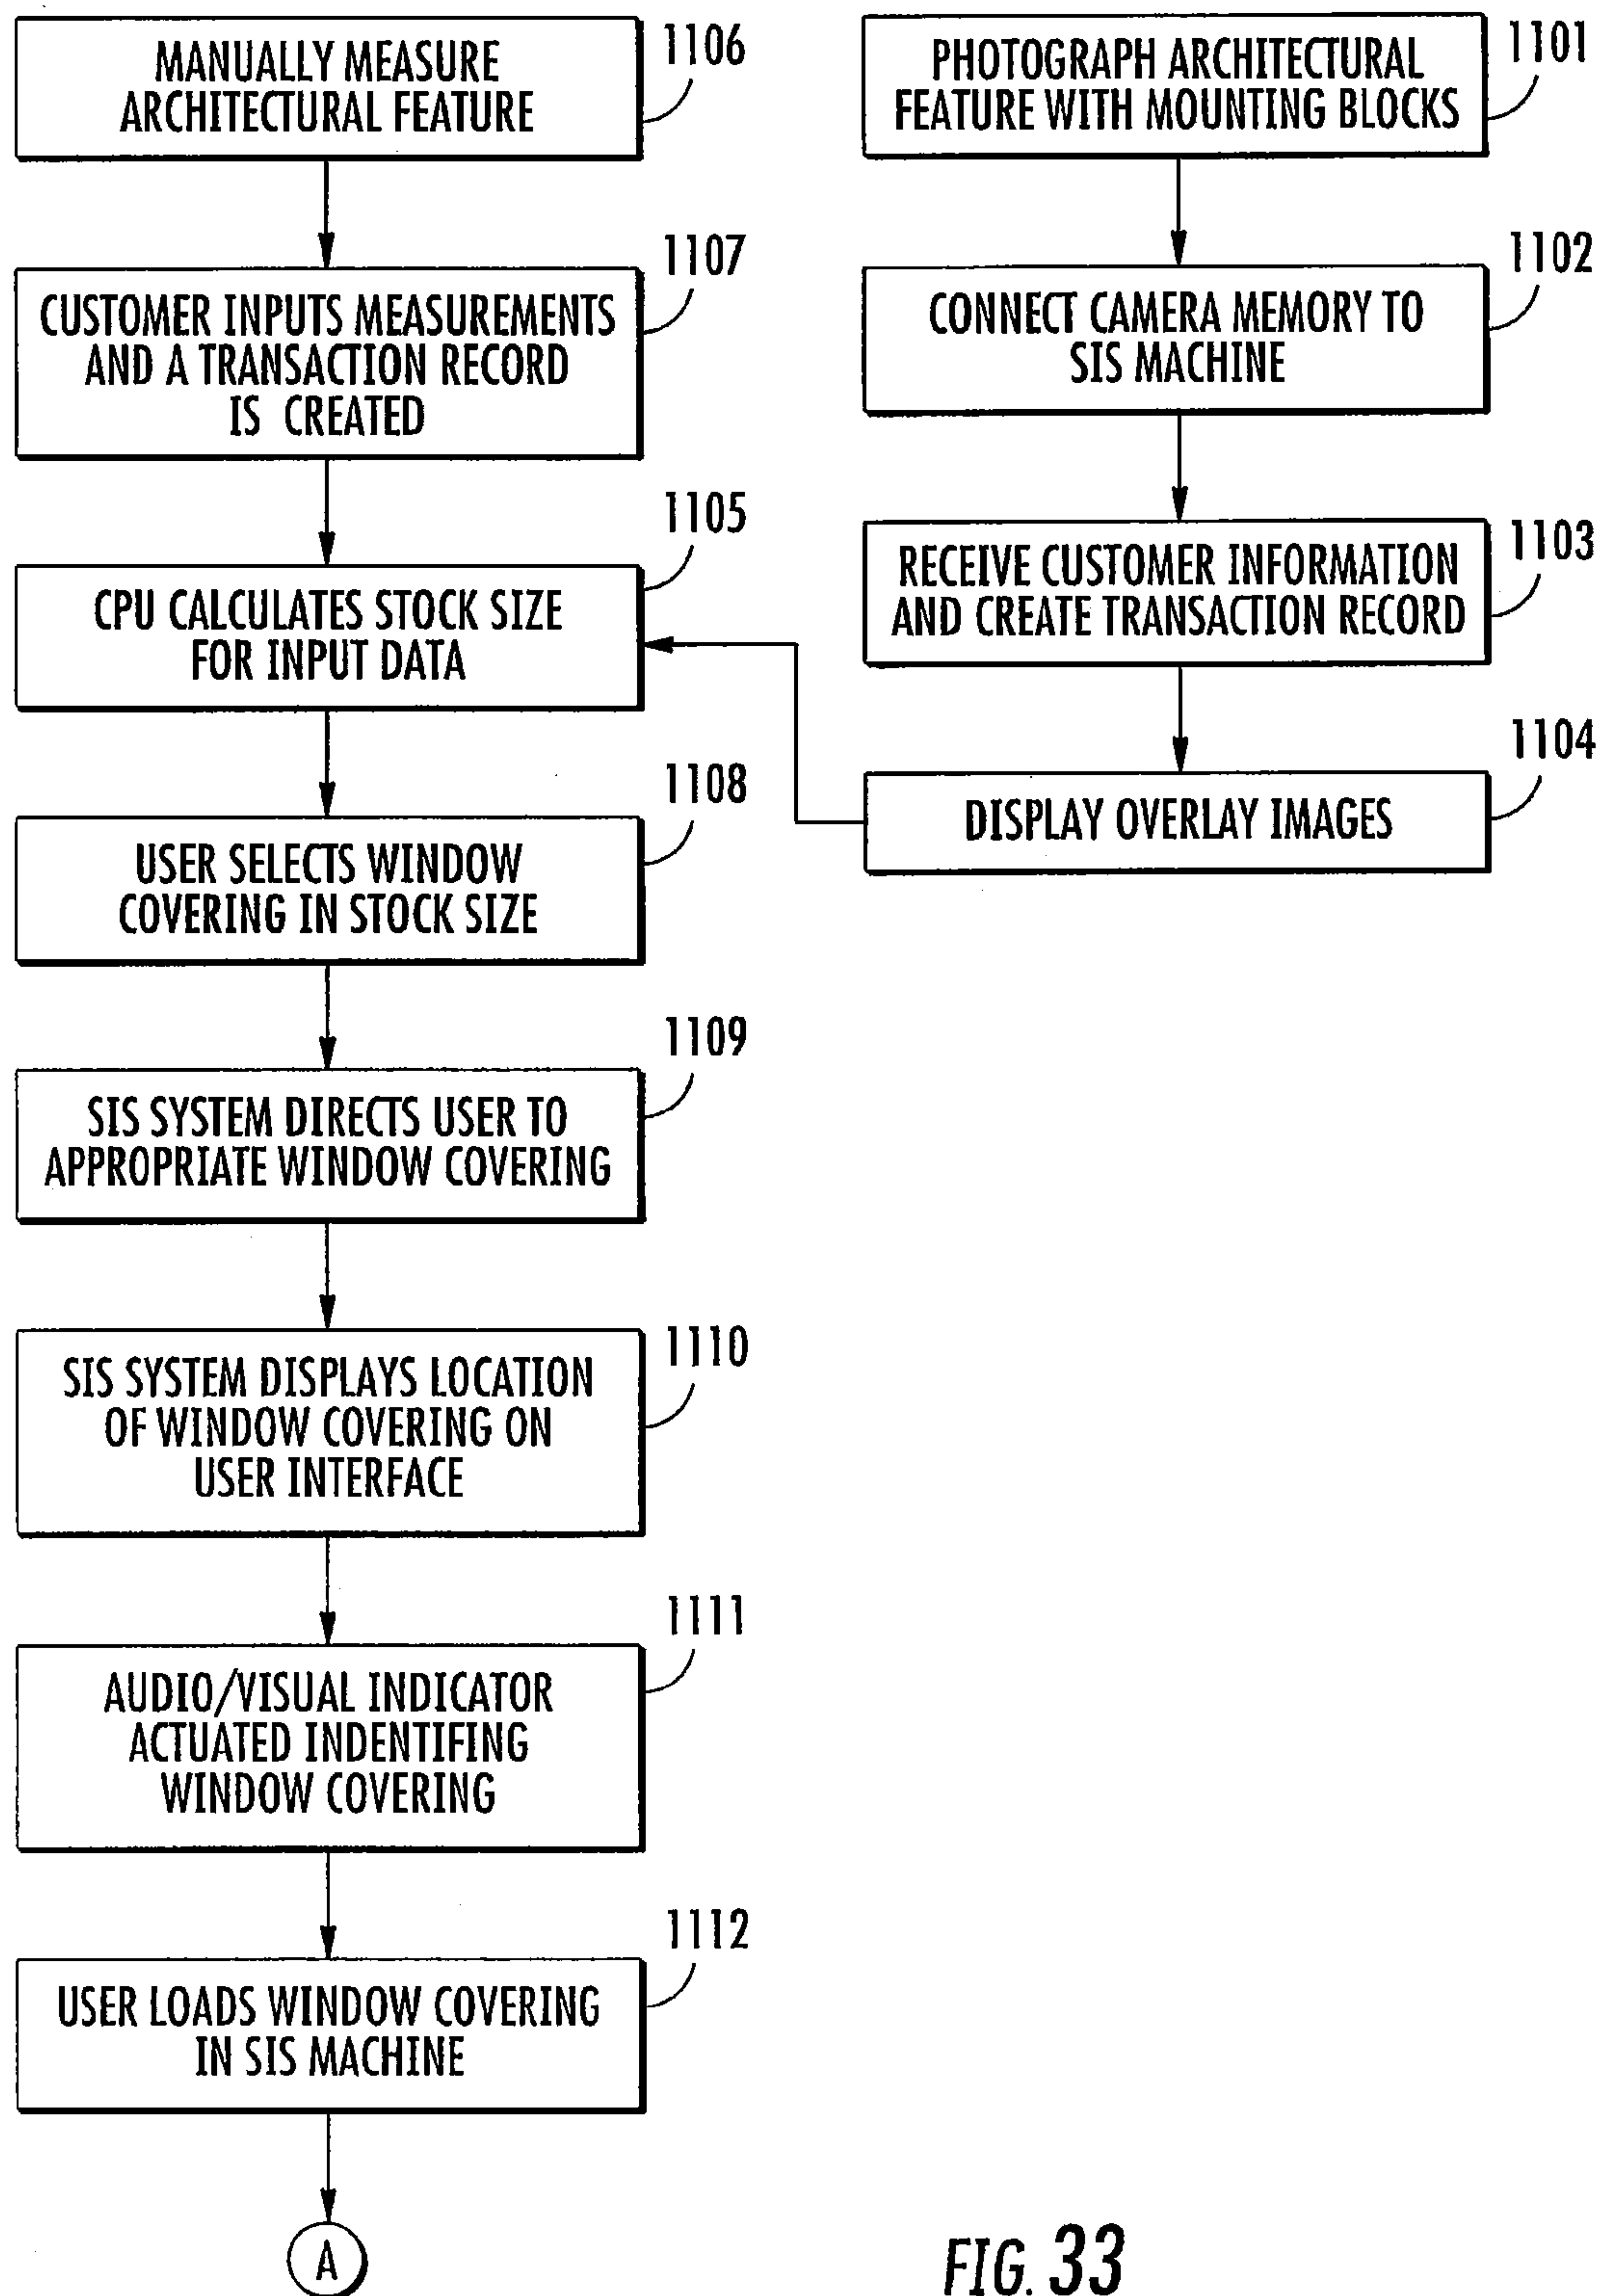 MANUALLY MEASURE
ARCHITECTURAL FEATURE
1106
CUSTOMER INPUTS MEASUREMENTS
AND A TRANSACTION RECORD
IS CREATED
1107
CPU CALCULATES STOCK SIZE
FOR INPUT DATA
1105
USER SELECTS WINDOW
COVERING IN STOCK SIZE
1108
SIS SYSTEM DIRECTS USER TO
APPROPRIATE WINDOW COVERING
1109
SIS SYSTEM DISPLAYS LOCATION
OF WINDOW COVERING ON
USER INTERFACE
1110
AUDIO/VISUAL INDICATOR
ACTUATED INDENTIFING
WINDOW COVERING
1111
USER LOADS WINDOW COVERING
IN SIS MACHINE
1112
A
PHOTOGRAPH ARCHITECTURAL
FEATURE WITH MOUNTING BLOCKS
1101
CONNECT CAMERA MEMORY TO
SIS MACHINE
1102
RECEIVE CUSTOMER INFORMATION
AND CREATE TRANSACTION RECORD
1103
DISPLAY OVERLAY IMAGES
1104
FIG. 33